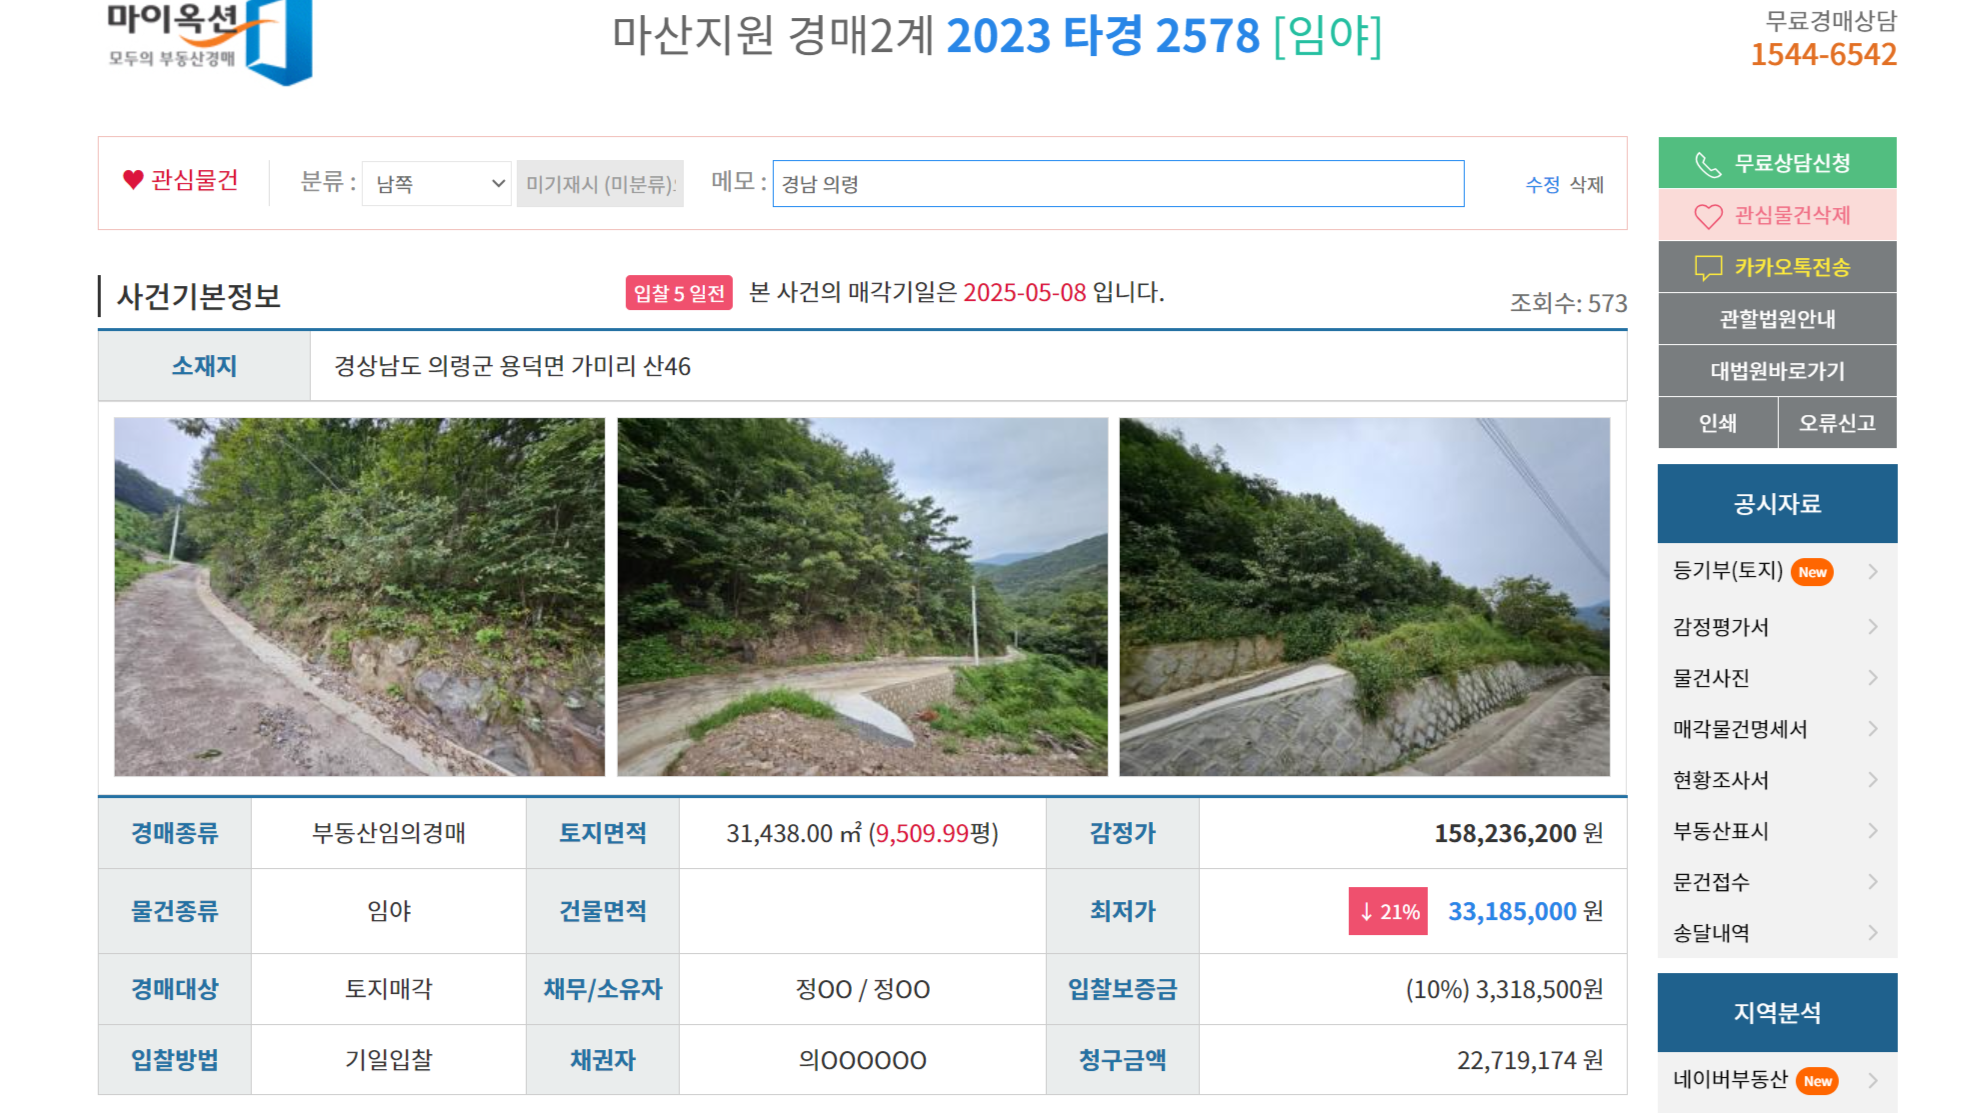 마이옥션
모두의 부동산경매
마산지원 경매2계 2023 타경 2578 [임야]
무료경매상담
1544-6542
관심물건
분류 :
남쪽
미기재시 (미분류)
메모 :
경남 의령
수정 삭제
무료상담신청
관심물건삭제
카카오톡전송
관할법원안내
대법원바로가기
인쇄
오류신고
사건기본정보
입찰 5 일전
본 사건의 매각기일은 2025-05-08 입니다.
조회수: 573
소재지
경상남도 의령군 용덕면 가미리 산46
공시자료
등기부(토지) New
감정평가서
물건사진
매각물건명세서
현황조사서
부동산표시
문건접수
송달내역
경매종류
부동산임의경매
토지면적
31,438.00 ㎡ (9,509.99평)
감정가
158,236,200 원
물건종류
임야
건물면적
최저가
↓ 21%
33,185,000 원
경매대상
토지매각
채무/소유자
정OO / 정OO
입찰보증금
(10%) 3,318,500원
입찰방법
기일입찰
채권자
의OOOOOO
청구금액
22,719,174 원
지역분석
네이버부동산 New